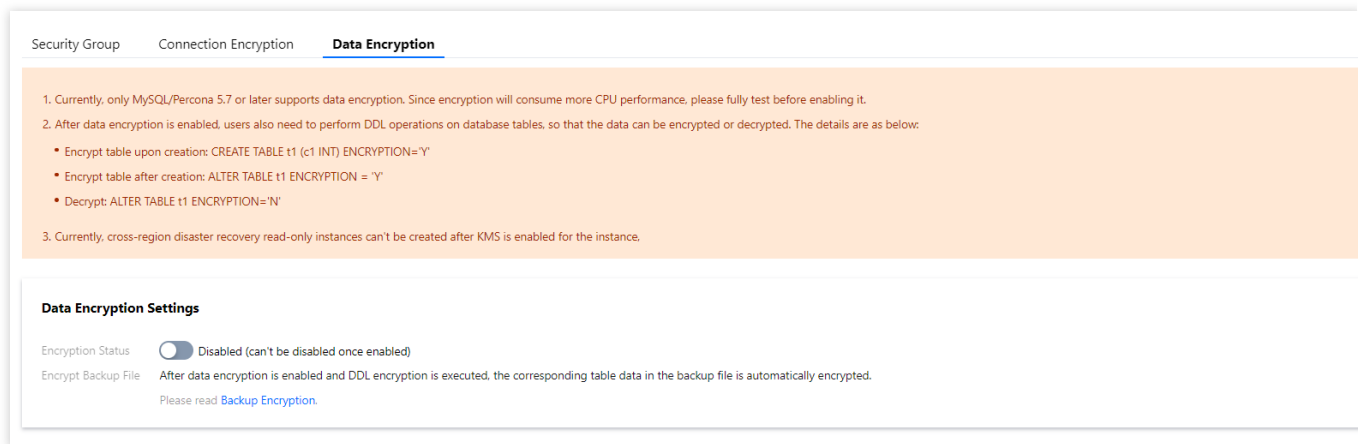 Security Group Connection Encryption Data Encryption
1. Currently, only MySQL/Percona 5.7 or later supports data encryption. Since encryption will consume more CPU performance, please fully test before enabling it.
2. After data encryption is enabled, users also need to perform DDL operations on database tables, so that the data can be encrypted or decrypted. The details are as below:
• Encrypt table upon creation: CREATE TABLE t1 (c1 INT) ENCRYPTION='Y'
• Encrypt table after creation: ALTER TABLE t1 ENCRYPTION = 'Y'
• Decrypt: ALTER TABLE t1 ENCRYPTION='N'
3. Currently, cross-region disaster recovery read-only instances can't be created after KMS is enabled for the instance,
Data Encryption Settings
Encryption Status Disabled (can't be disabled once enabled)
Encrypt Backup File After data encryption is enabled and DDL encryption is executed, the corresponding table data in the backup file is automatically encrypted.
Please read Backup Encryption.